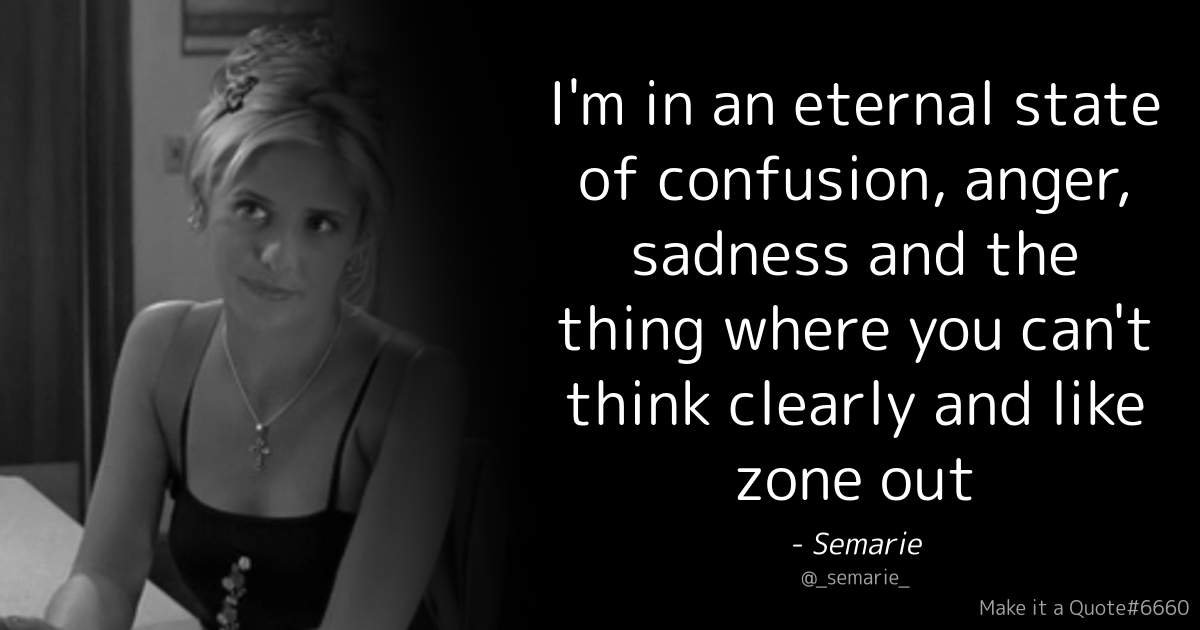 I'm in an eternal state
of confusion, anger,
sadness and the
thing where you can't
think clearly and like
zone out
- Semarie
@_semarie_
Make it a Quote#6660